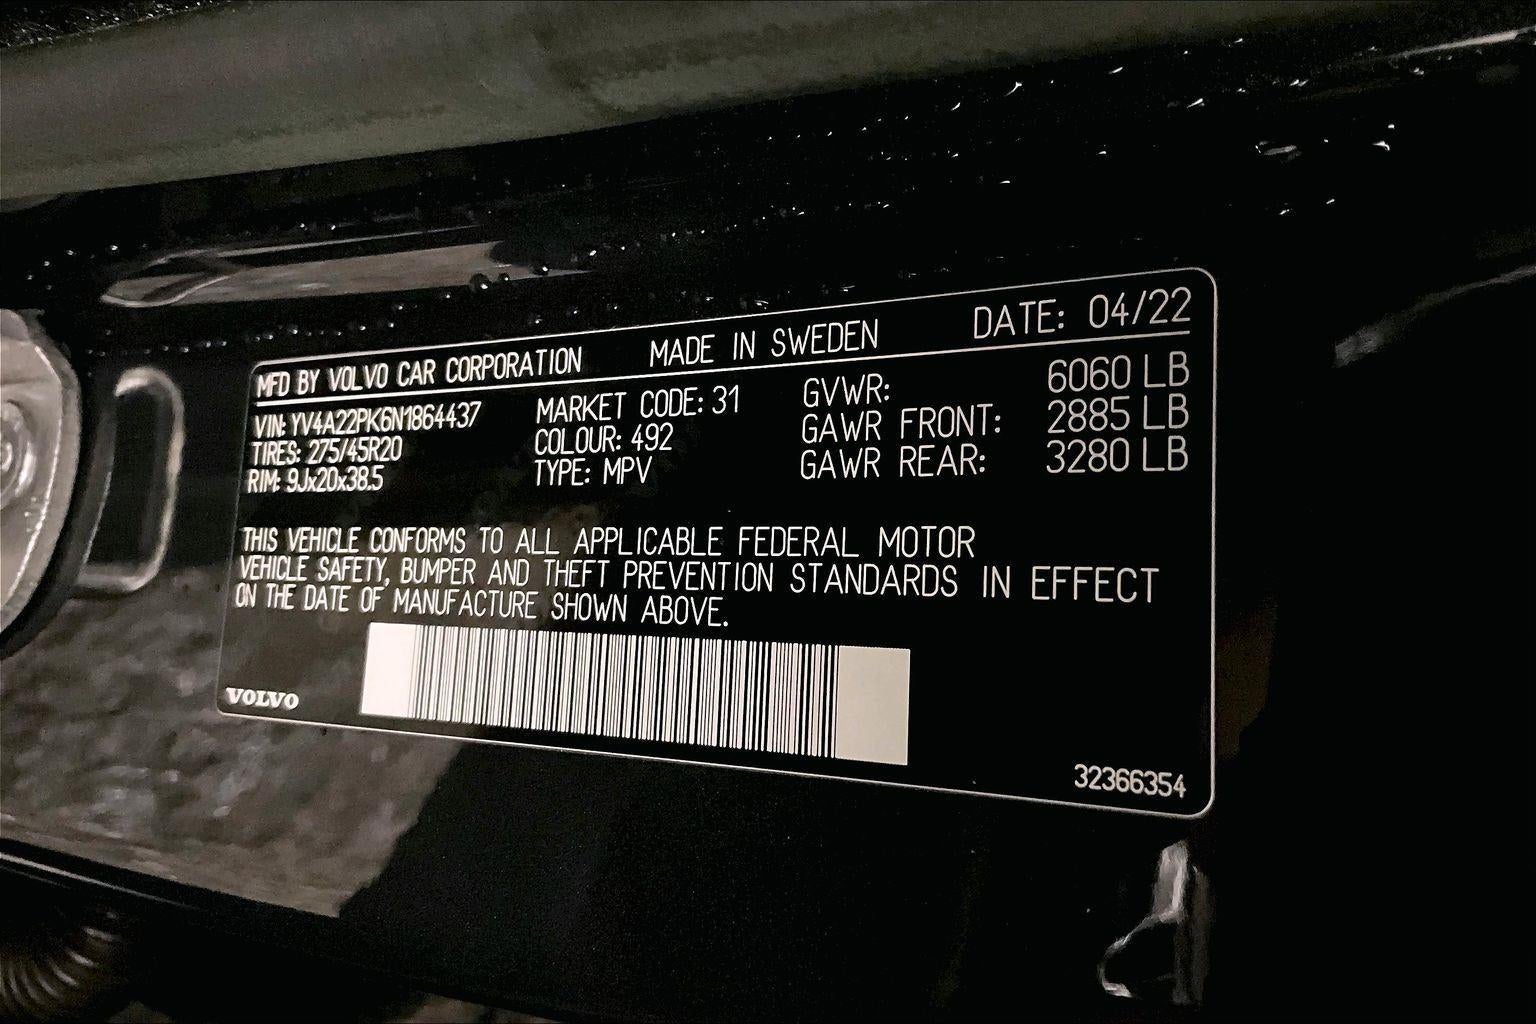 MFD BY VOLVO CAR CORPORATION MADE IN SWEDEN DATE: 04/22
VIN: YV4A22PK6N1864437 MARKET CODE: 31 GVWR: 6060 LB
TIRES: 275/45R20 COLOUR: 492 GAWR FRONT: 2885 LB
RIM: 9Jx20x38.5 TYPE: MPV GAWR REAR: 3280 LB
THIS VEHICLE CONFORMS TO ALL APPLICABLE FEDERAL MOTOR
VEHICLE SAFETY, BUMPER AND THEFT PREVENTION STANDARDS IN EFFECT
ON THE DATE OF MANUFACTURE SHOWN ABOVE.
VOLVO
32366354